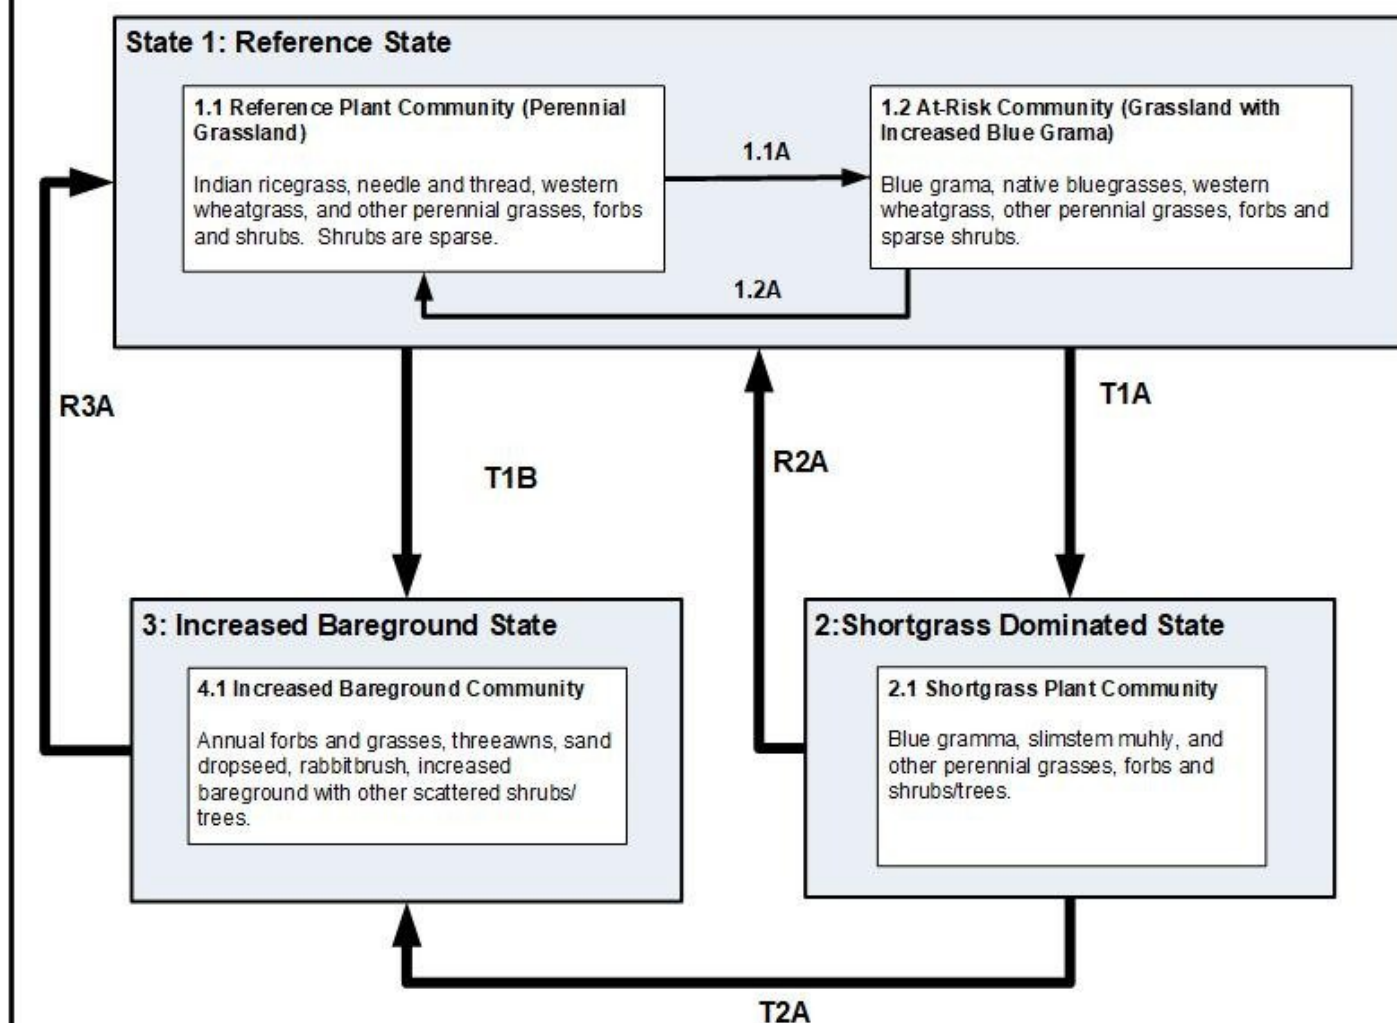 State 1: Reference State
1.1 Reference Plant Community (Perennial
Grassland)
Indian ricegrass, needle and thread, western
wheatgrass, and other perennial grasses, forbs
and shrubs. Shrubs are sparse.
1.1A
1.2 At-Risk Community (Grassland with
Increased Blue Grama)
Blue grama, native bluegrasses, western
wheatgrass, other perennial grasses, forbs and
sparse shrubs.
1.2A
R3A
T1B
R2A
T1A
3: Increased Bareground State
4.1 Increased Bareground Community
Annual forbs and grasses, threeawns, sand
dropseed, rabbitbrush, increased
bareground with other scattered shrubs/
trees.
2:Shortgrass Dominated State
2.1 Shortgrass Plant Community
Blue gramma, slimstem muhly, and
other perennial grasses, forbs and
shrubs/trees.
T2A